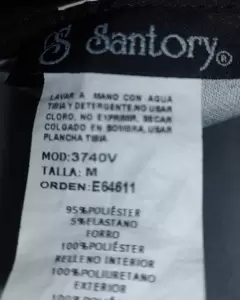 S Santory®
LAVAR A MANO CON AGUA
TIBIA Y DETERGENTE, NO USAR
CLORO, NO EXPRIMIR, SECAR
COLGADO EN SOMBRA, USAR
PLANCHA TIBIA.
MOD: 3740V
TALLA: M
ORDEN: E64611
95%POLIÉSTER
5%ELASTANO
FORRO
100%POLIÉSTER
RELLENO INTERIOR
100%POLIURETANO
EXTERIOR